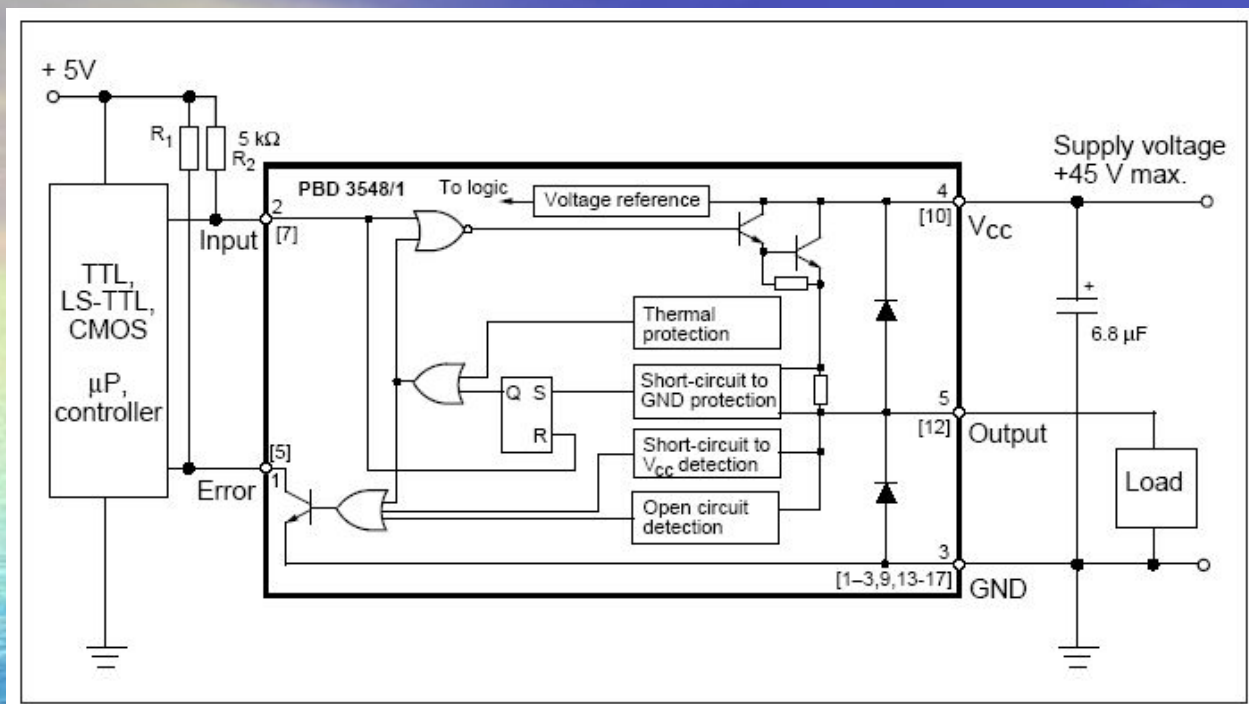 + 5V
R1
5 kΩ
R2
PBD 3548/1
To logic
Voltage reference
4
[10]
VCC
Supply voltage
+45 V max.
2
[7]
Input
TTL,
LS-TTL,
CMOS
μP,
controller
Thermal
protection
+
6.8 μF
Short-circuit to
GND protection
Q
S
R
5
[12]
Output
Short-circuit to
VCC detection
Open circuit
detection
Load
[5]
1
Error
3
[1–3,9,13-17]
GND